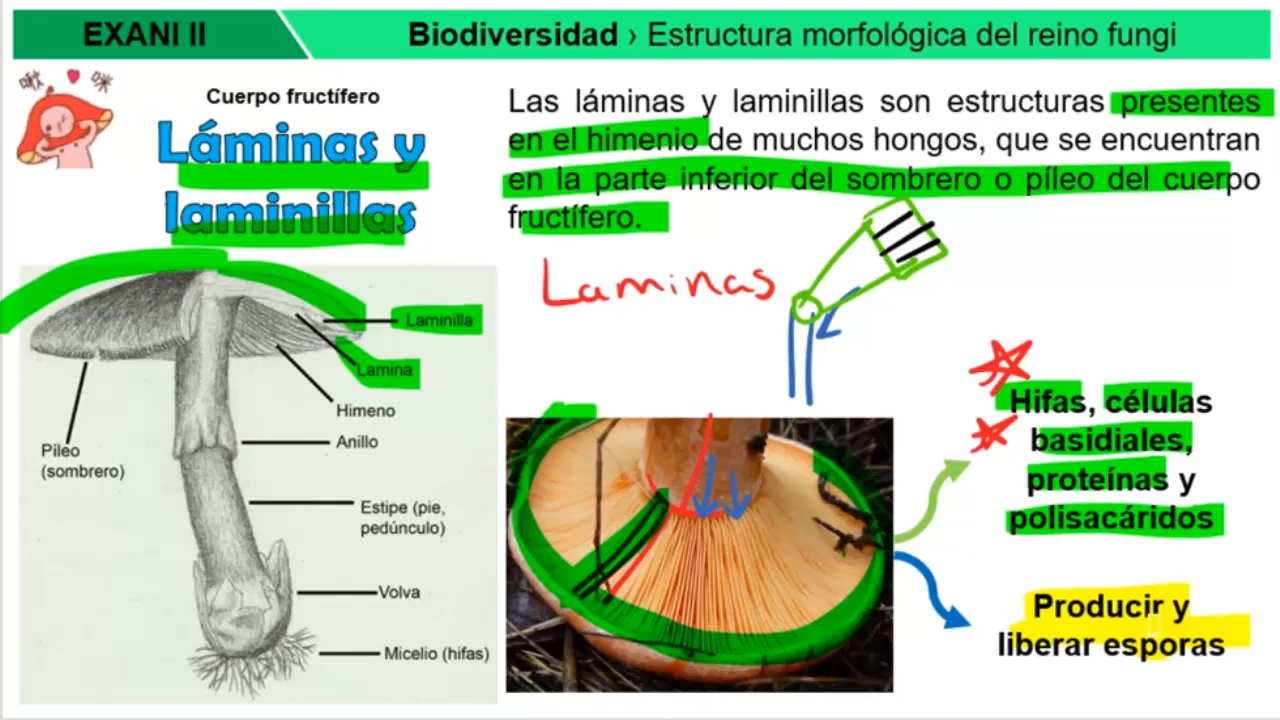 EXANI II
Biodiversidad › Estructura morfológica del reino fungi
Cuerpo fructífero
Láminas y
laminillas
Las láminas y laminillas son estructuras presentes
en el himenio de muchos hongos, que se encuentran
en la parte inferior del sombrero o píleo del cuerpo
fructífero.
Laminas
Laminilla
Lamina
Himeno
Anillo
Píleo
(sombrero)
Estipe (pie,
pedúnculo)
Volva
Micelio (hifas)
Hifas, células
basidiales,
proteínas y
polisacáridos
Producir y
liberar esporas